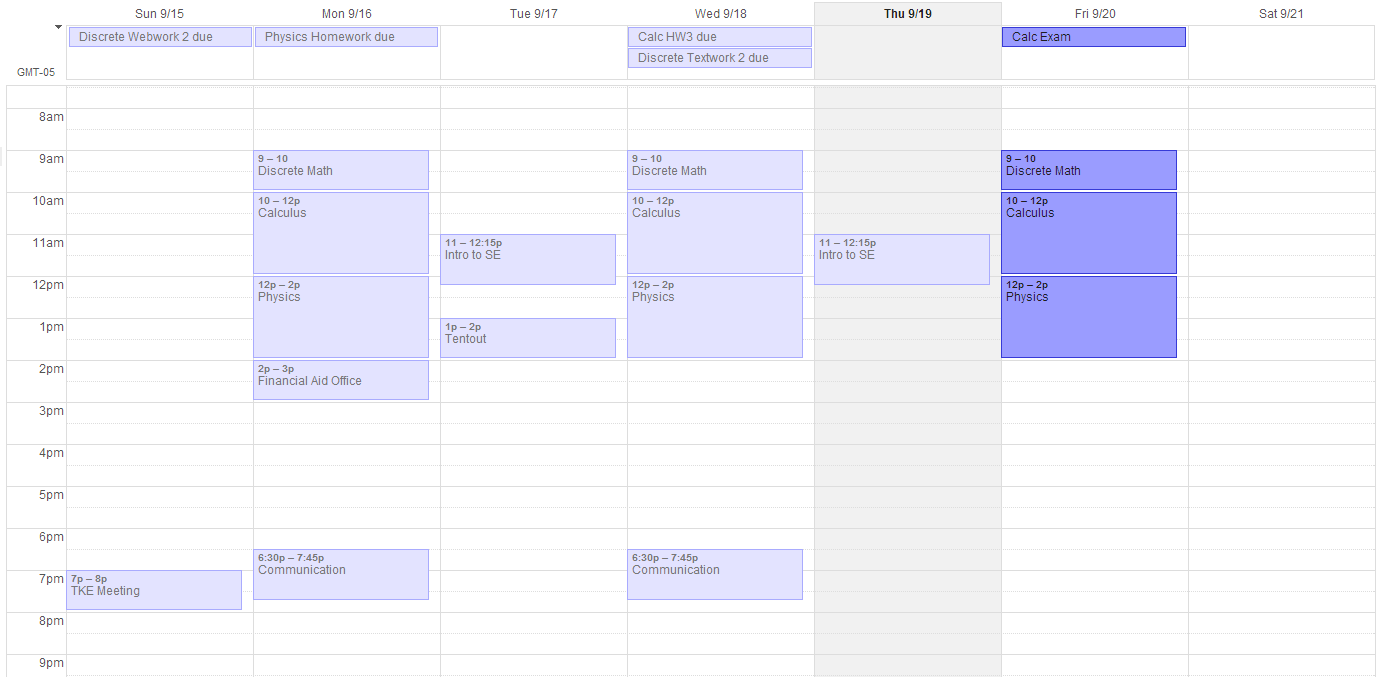 Sun 9/15
Mon 9/16
Tue 9/17
Wed 9/18
Thu 9/19
Fri 9/20
Sat 9/21
Discrete Webwork 2 due
Physics Homework due
Calc HW3 due
Calc Exam
Discrete Textwork 2 due
GMT-05
8am
9am
9 – 10
Discrete Math
9 – 10
Discrete Math
9 – 10
Discrete Math
10am
10 – 12p
Calculus
10 – 12p
Calculus
10 – 12p
Calculus
11am
11 – 12:15p
Intro to SE
11 – 12:15p
Intro to SE
12pm
12p – 2p
Physics
12p – 2p
Physics
12p – 2p
Physics
1pm
1p – 2p
Tentout
2pm
2p – 3p
Financial Aid Office
3pm
4pm
5pm
6pm
6:30p – 7:45p
Communication
6:30p – 7:45p
Communication
7pm
7p – 8p
TKE Meeting
8pm
9pm